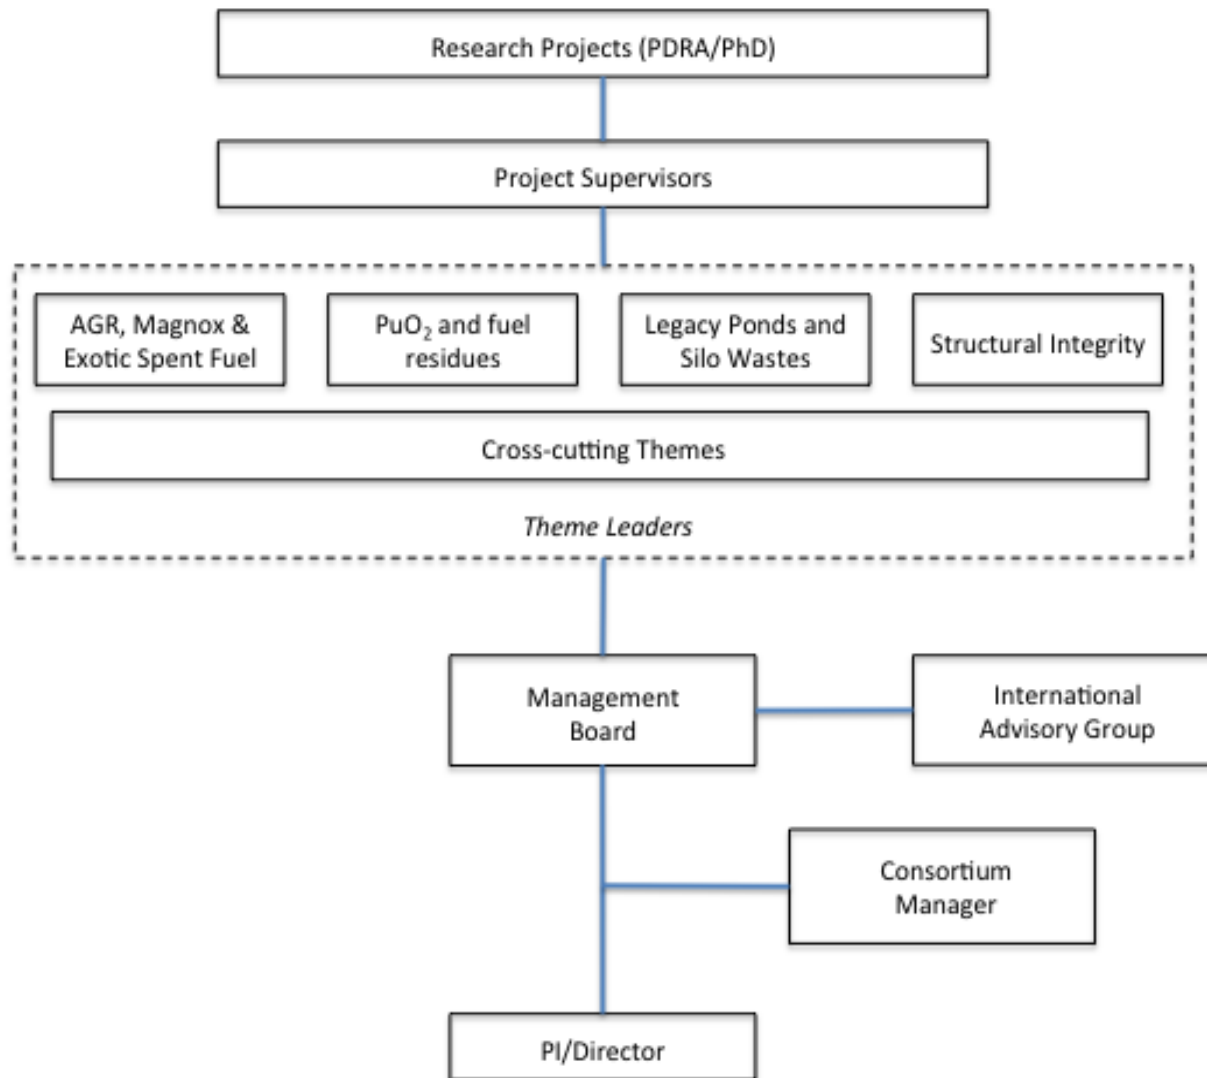 Research Projects (PDRA/PhD)
Project Supervisors
AGR, Magnox &
Exotic Spent Fuel
PuO₂ and fuel
residues
Legacy Ponds and
Silo Wastes
Structural Integrity
Cross-cutting Themes
Theme Leaders
Management
Board
International
Advisory Group
Consortium
Manager
PI/Director